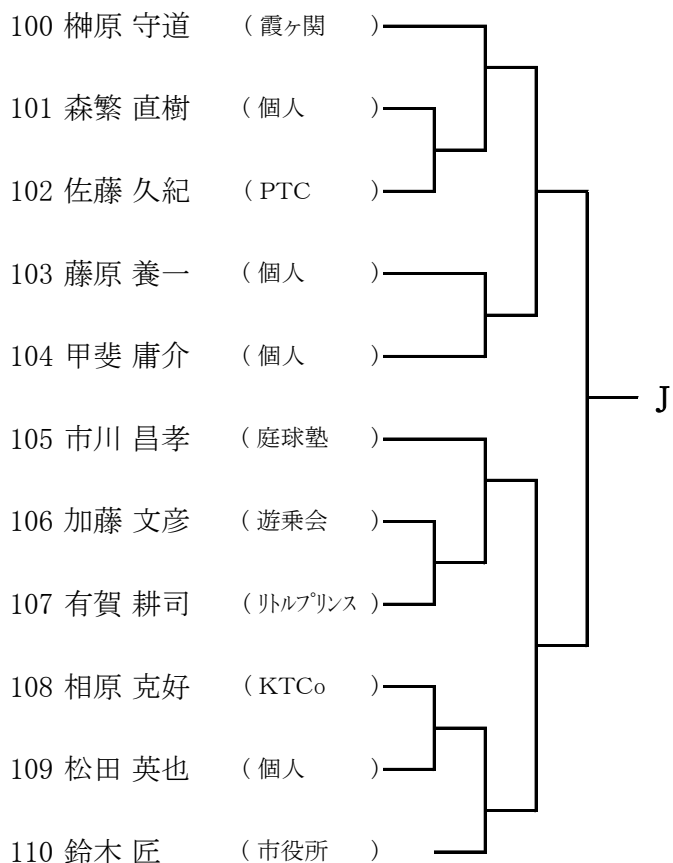 100 榊原 守道 ( 霞ヶ関 )
101 森繁 直樹 ( 個人 )
102 佐藤 久紀 ( PTC )
103 藤原 養一 ( 個人 )
104 甲斐 庸介 ( 個人 )
J
105 市川 昌孝 ( 庭球塾 )
106 加藤 文彦 ( 遊乗会 )
107 有賀 耕司 ( ﾘﾄﾙﾌﾟﾘﾝｽ )
108 相原 克好 ( KTCo )
109 松田 英也 ( 個人 )
110 鈴木 匠 ( 市役所 )